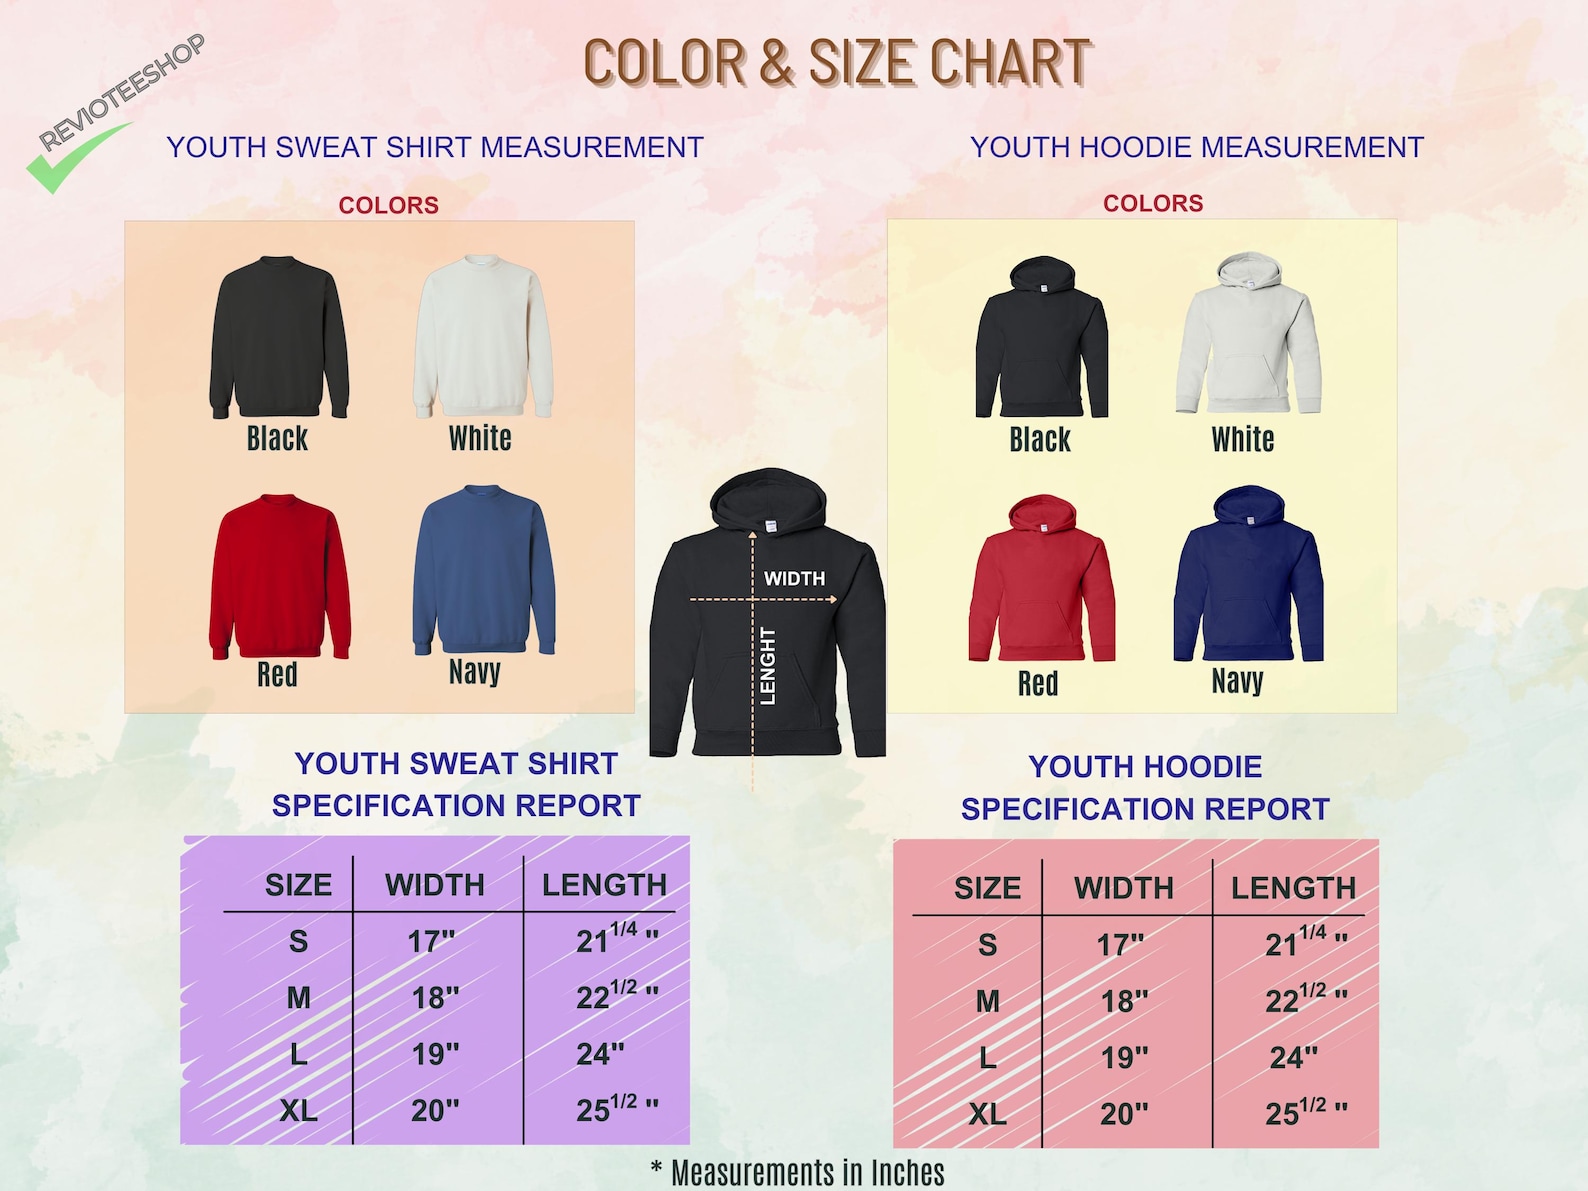 REVIOTEESHOP
COLOR & SIZE CHART
YOUTH SWEAT SHIRT MEASUREMENT
COLORS
Black
White
Red
Navy
YOUTH HOODIE MEASUREMENT
COLORS
Black
White
Red
Navy
WIDTH
LENGHT
YOUTH SWEAT SHIRT
SPECIFICATION REPORT
SIZE WIDTH LENGTH
S 17" 21 1/4 "
M 18" 22 1/2 "
L 19" 24"
XL 20" 25 1/2 "
YOUTH HOODIE
SPECIFICATION REPORT
SIZE WIDTH LENGTH
S 17" 21 1/4 "
M 18" 22 1/2 "
L 19" 24"
XL 20" 25 1/2 "
* Measurements in Inches